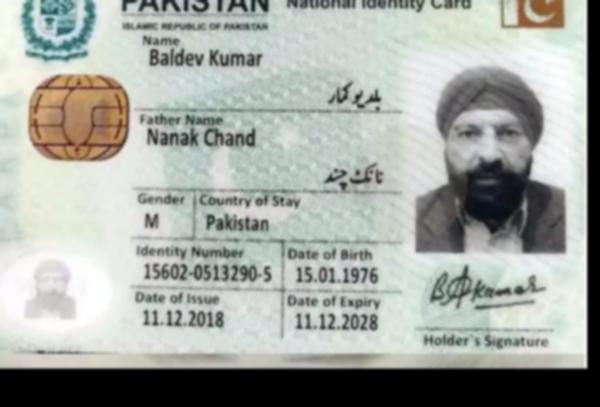 PAKISTAN National Identity Card
ISLAMIC REPUBLIC OF PAKISTAN
Name
Baldev Kumar
بلدیو کمار
Father Name
Nanak Chand
نانک چند
Gender Country of Stay
M Pakistan
Identity Number Date of Birth
15602-0513290-5 15.01.1976
Date of Issue Date of Expiry
11.12.2018 11.12.2028
Holder's Signature